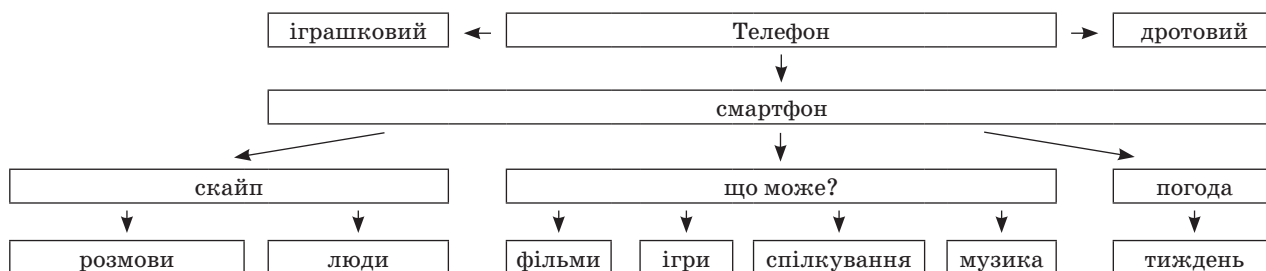 іграшковий Телефон дротовий
смартфон
скайп що може? погода
розмови люди фільми ігри спілкування музика тиждень